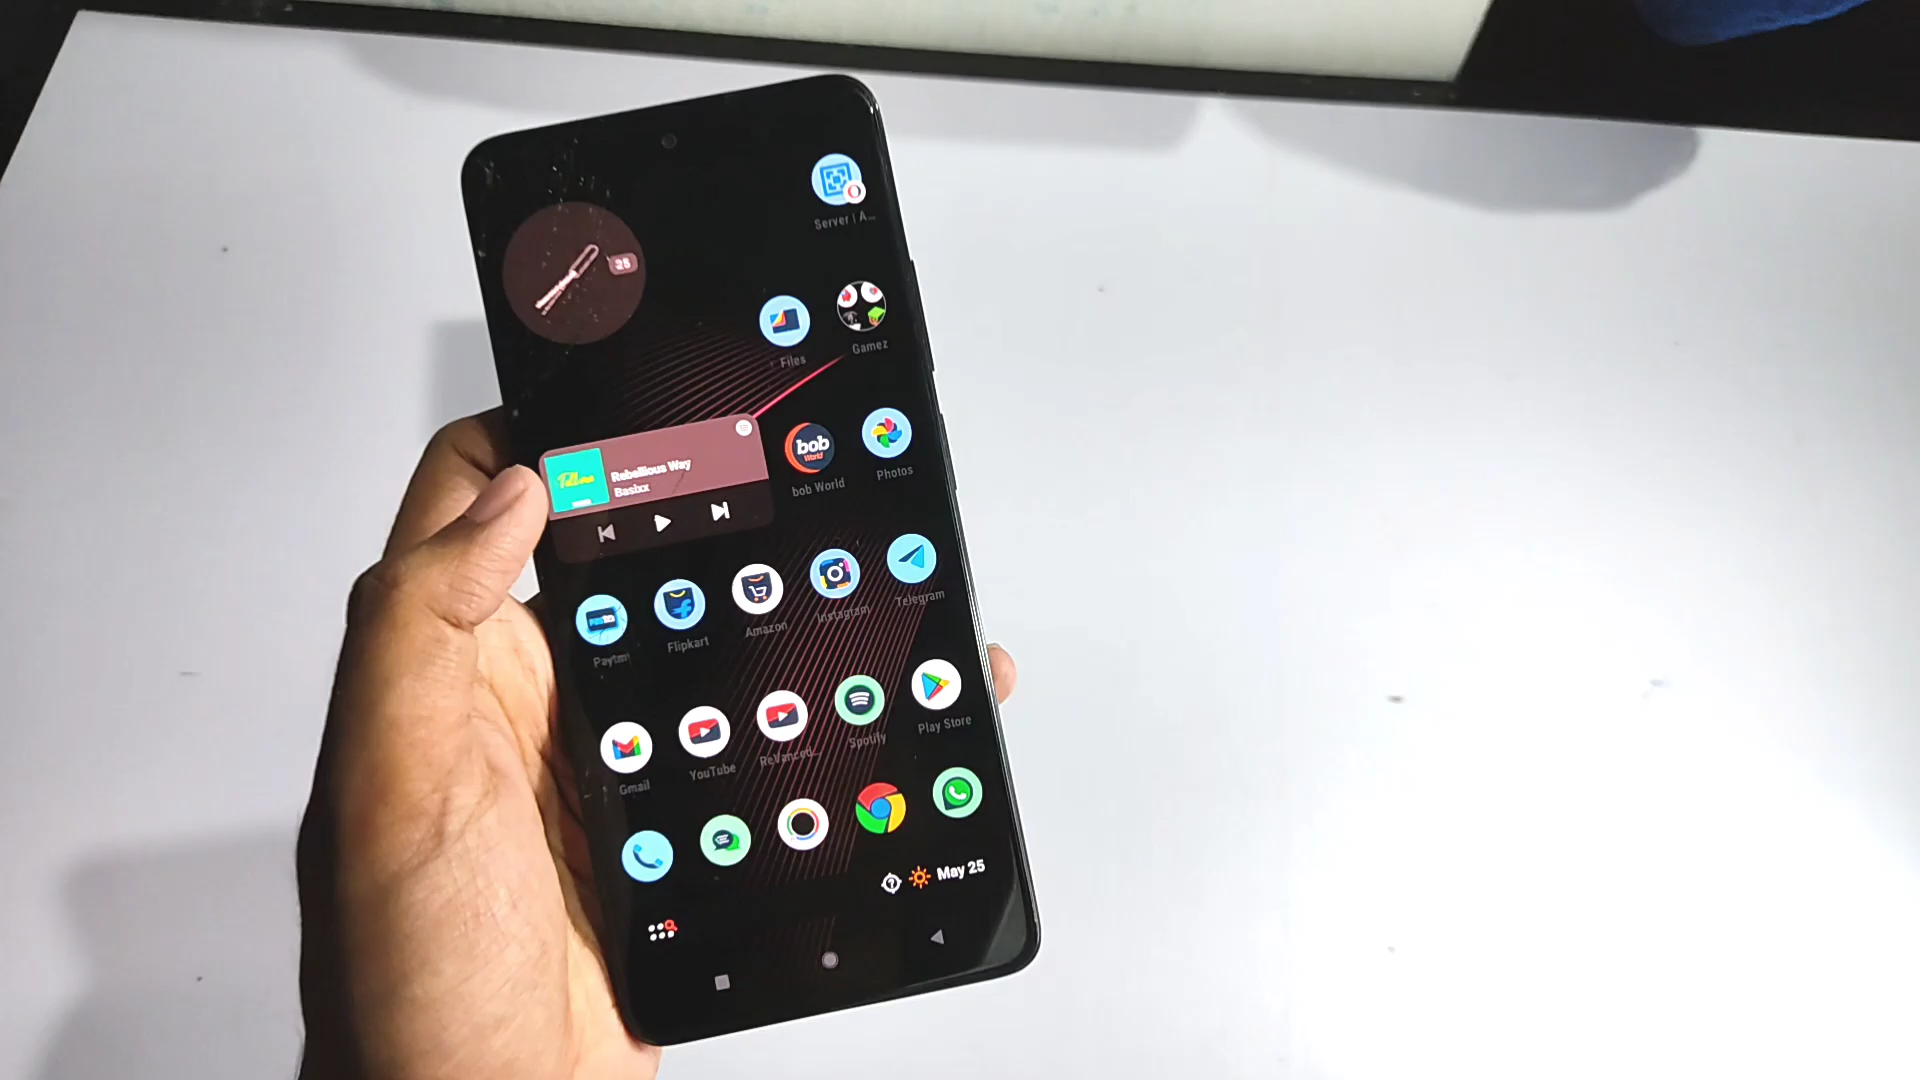 Server | A...
25
Files
Gamez
Rebellious Way
Basixx
bob
World
bob World
Photos
Paytm
Flipkart
Amazon
Instagram
Telegram
Gmail
YouTube
ReVanced...
Spotify
Play Store
May 25